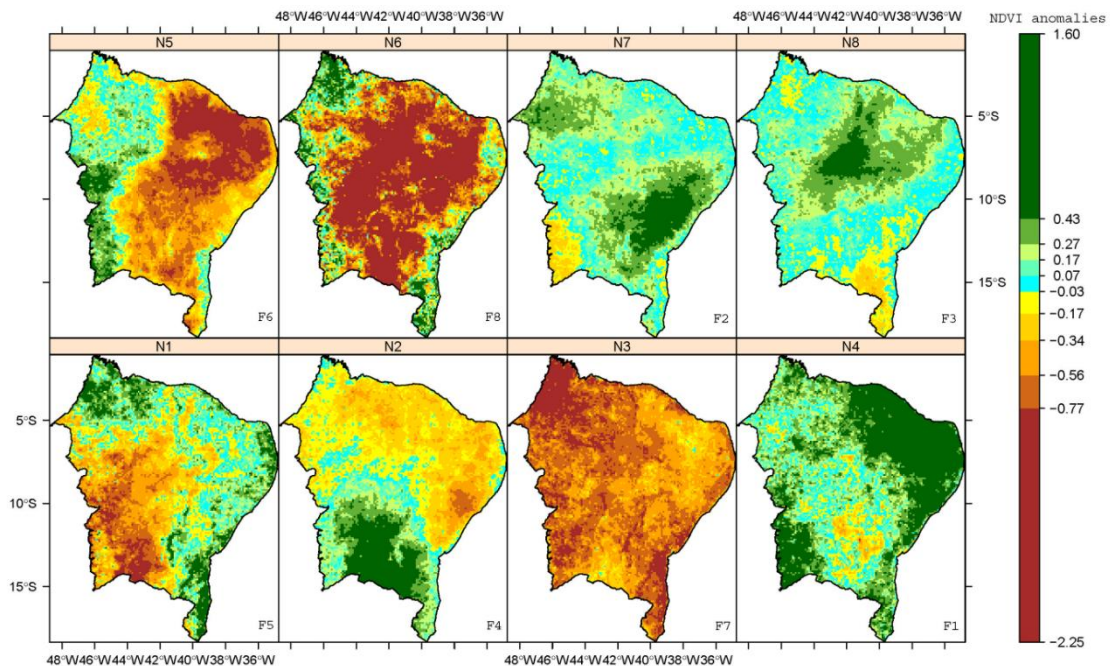 48°W46°W44°W42°W40°W38°W36°W
48°W46°W44°W42°W40°W38°W36°W
NDVI anomalies
N5
N6
N7
N8
1.60
5°S
10°S
15°S
0.43
0.27
0.17
0.07
−0.03
−0.17
−0.34
−0.56
−0.77
−2.25
F6
F8
F2
F3
N1
N2
N3
N4
5°S
10°S
15°S
F5
F4
F7
F1
48°W46°W44°W42°W40°W38°W36°W
48°W46°W44°W42°W40°W38°W36°W